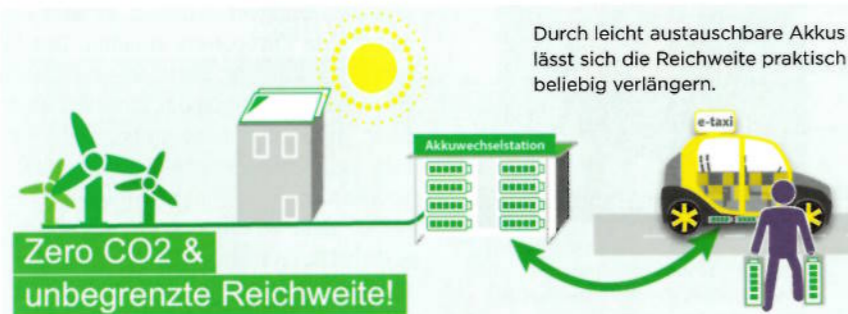 Durch leicht austauschbare Akkus
lässt sich die Reichweite praktisch
beliebig verlängern.
e-taxi
Akkuwechselstation
Zero CO2 &
unbegrenzte Reichweite!